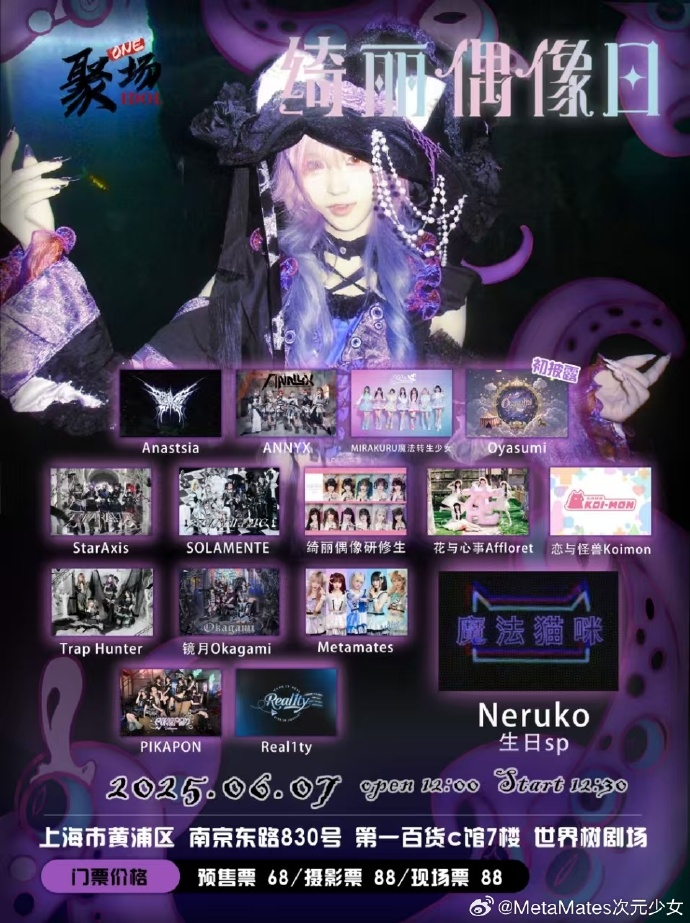 聚场
ONE
IDOL
绮丽偶像日
初披露
Anastsia
ANNYX
ANNYX
MIRAKURU魔法转生少女
Oyasumi
StarAxis
SOLAMENTE
绮丽偶像研修生
花
花与心事Affloret
KOI-MON
恋与怪兽Koimon
Trap Hunter
Okagami
镜月Okagami
Metamates
魔法猫咪
Neruko
生日sp
PIKAPON
PIKAPON
Real1ty
Real1ty
2025.06.07 open 12:00 Start 12:30
上海市黄浦区 南京东路830号 第一百货c馆7楼 世界树剧场
门票价格 预售票 68/摄影票 88/现场票 88
@MetaMates次元少女